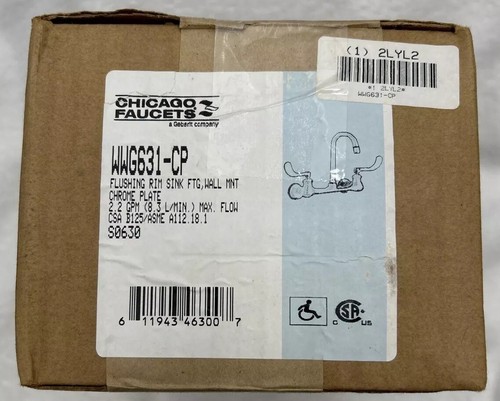 (1) 2LYL2
*1 2LYL2*
WWG631-CP
CHICAGO
FAUCETS
a Geberit company
WWG631-CP
FLUSHING RIM SINK FTG,WALL MNT
CHROME PLATE
2.2 GPM (8.3 L/MIN.) MAX. FLOW
CSA B125/ASME A112.18.1
S0630
6 11943 46300 7
CSA
C US